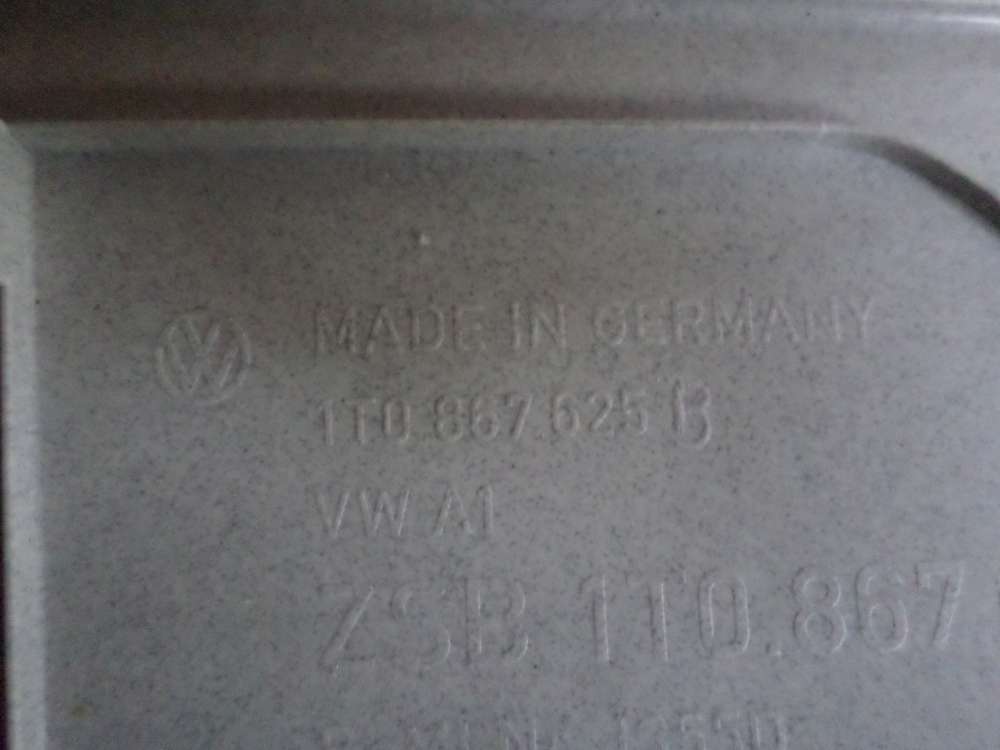 MADE IN GERMANY
1T0.867.625 B
VW A1
ZSB 1T0.867